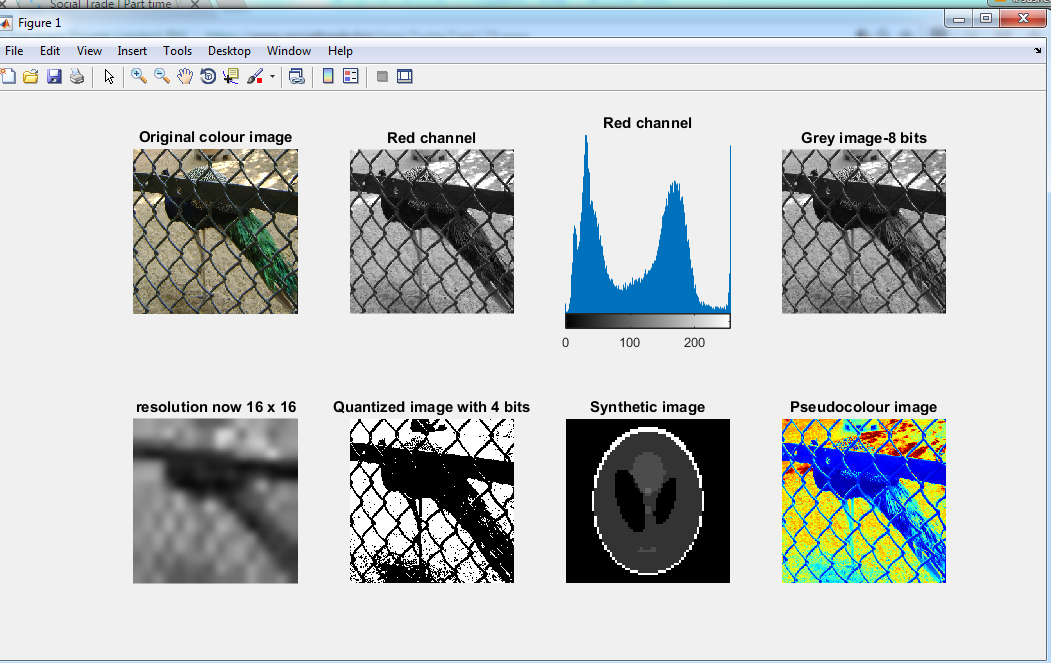 Social Trade | Part time
Figure 1
File Edit View Insert Tools Desktop Window Help
Original colour image
Red channel
Red channel
Grey image-8 bits
0 100 200
resolution now 16 x 16
Quantized image with 4 bits
Synthetic image
Pseudocolour image